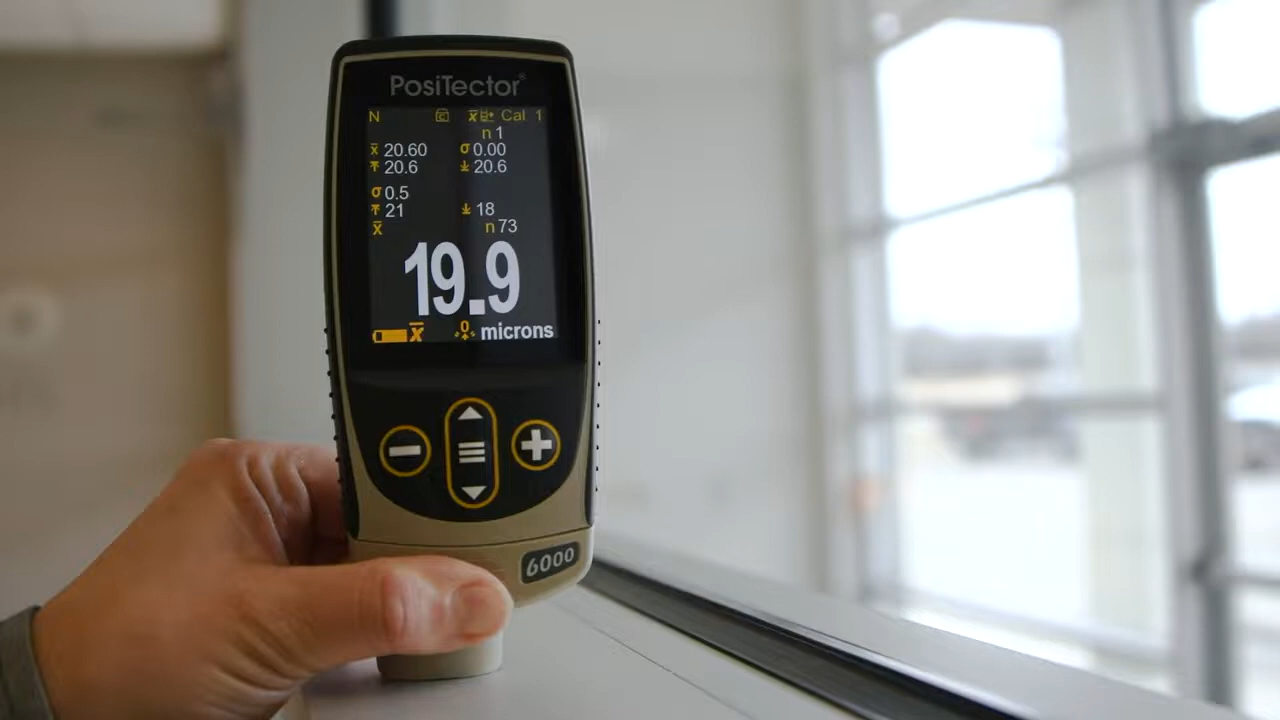 PosiTector®
N Cal 1
n 1
x̅ 20.60 σ 0.00
20.6 20.6
σ 0.5
21 18
x̅ n 73
19.9
x̅ 0 microns
6000